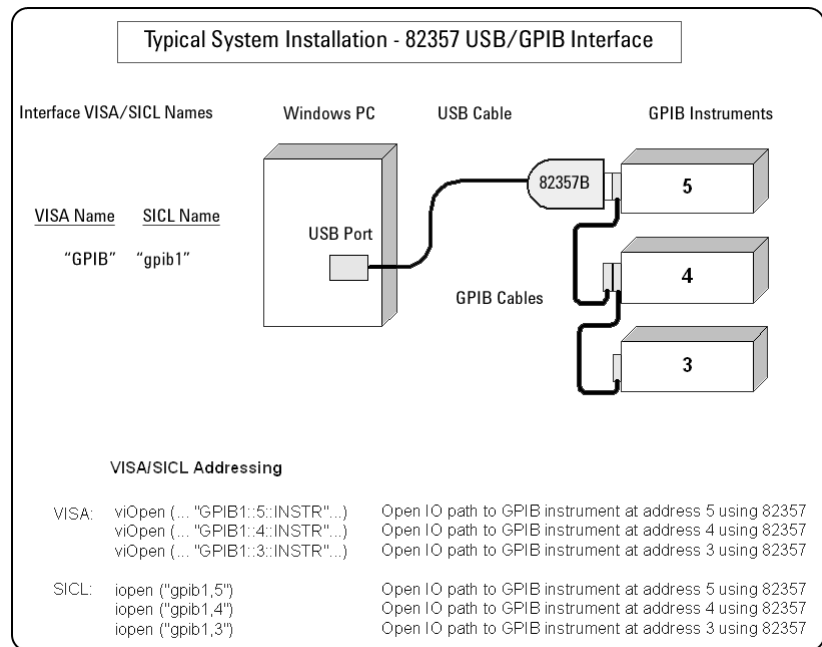 Typical System Installation - 82357 USB/GPIB Interface
Interface VISA/SICL Names
Windows PC
USB Cable
GPIB Instruments
82357B
5
VISA Name SICL Name
USB Port
"GPIB" "gpib1"
4
GPIB Cables
3
VISA/SICL Addressing
VISA: viOpen (... "GPIB1::5::INSTR"...) Open IO path to GPIB instrument at address 5 using 82357
viOpen (... "GPIB1::4::INSTR"...) Open IO path to GPIB instrument at address 4 using 82357
viOpen (... "GPIB1::3::INSTR"...) Open IO path to GPIB instrument at address 3 using 82357
SICL: iopen ("gpib1,5") Open IO path to GPIB instrument at address 5 using 82357
iopen ("gpib1,4") Open IO path to GPIB instrument at address 4 using 82357
iopen ("gpib1,3") Open IO path to GPIB instrument at address 3 using 82357